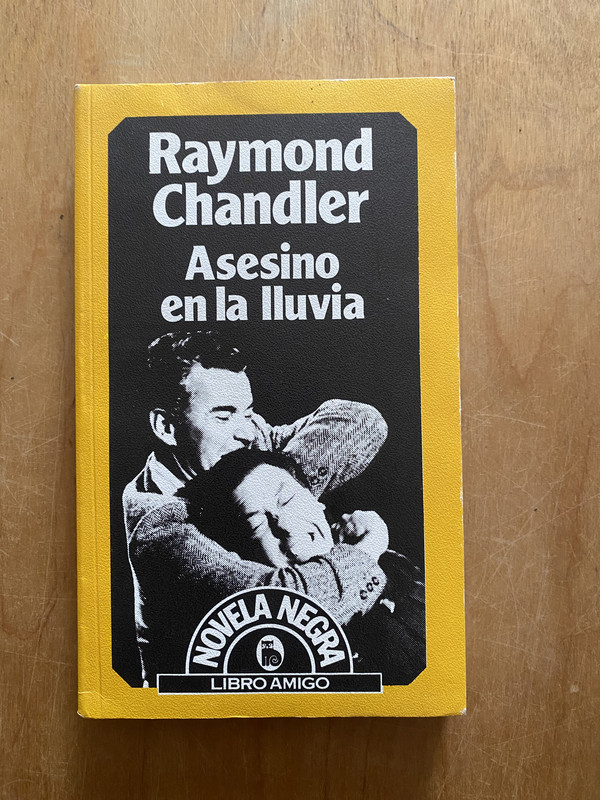 Raymond
Chandler
Asesino
en la lluvia
NOVELA NEGRA
LIBRO AMIGO